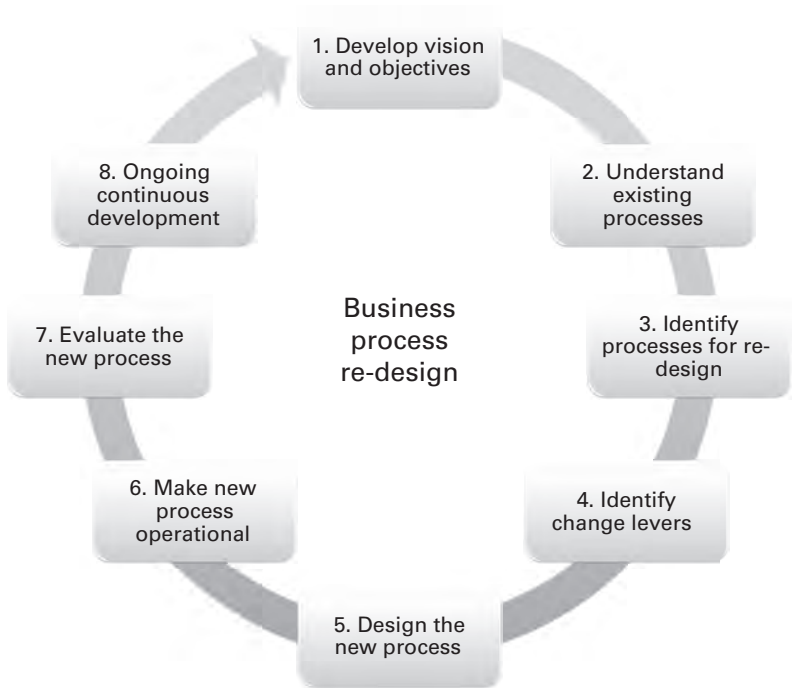 1. Develop vision
and objectives
2. Understand
existing
processes
3. Identify
processes for re-
design
4. Identify
change levers
5. Design the
new process
6. Make new
process
operational
7. Evaluate the
new process
8. Ongoing
continuous
development
Business
process
re-design